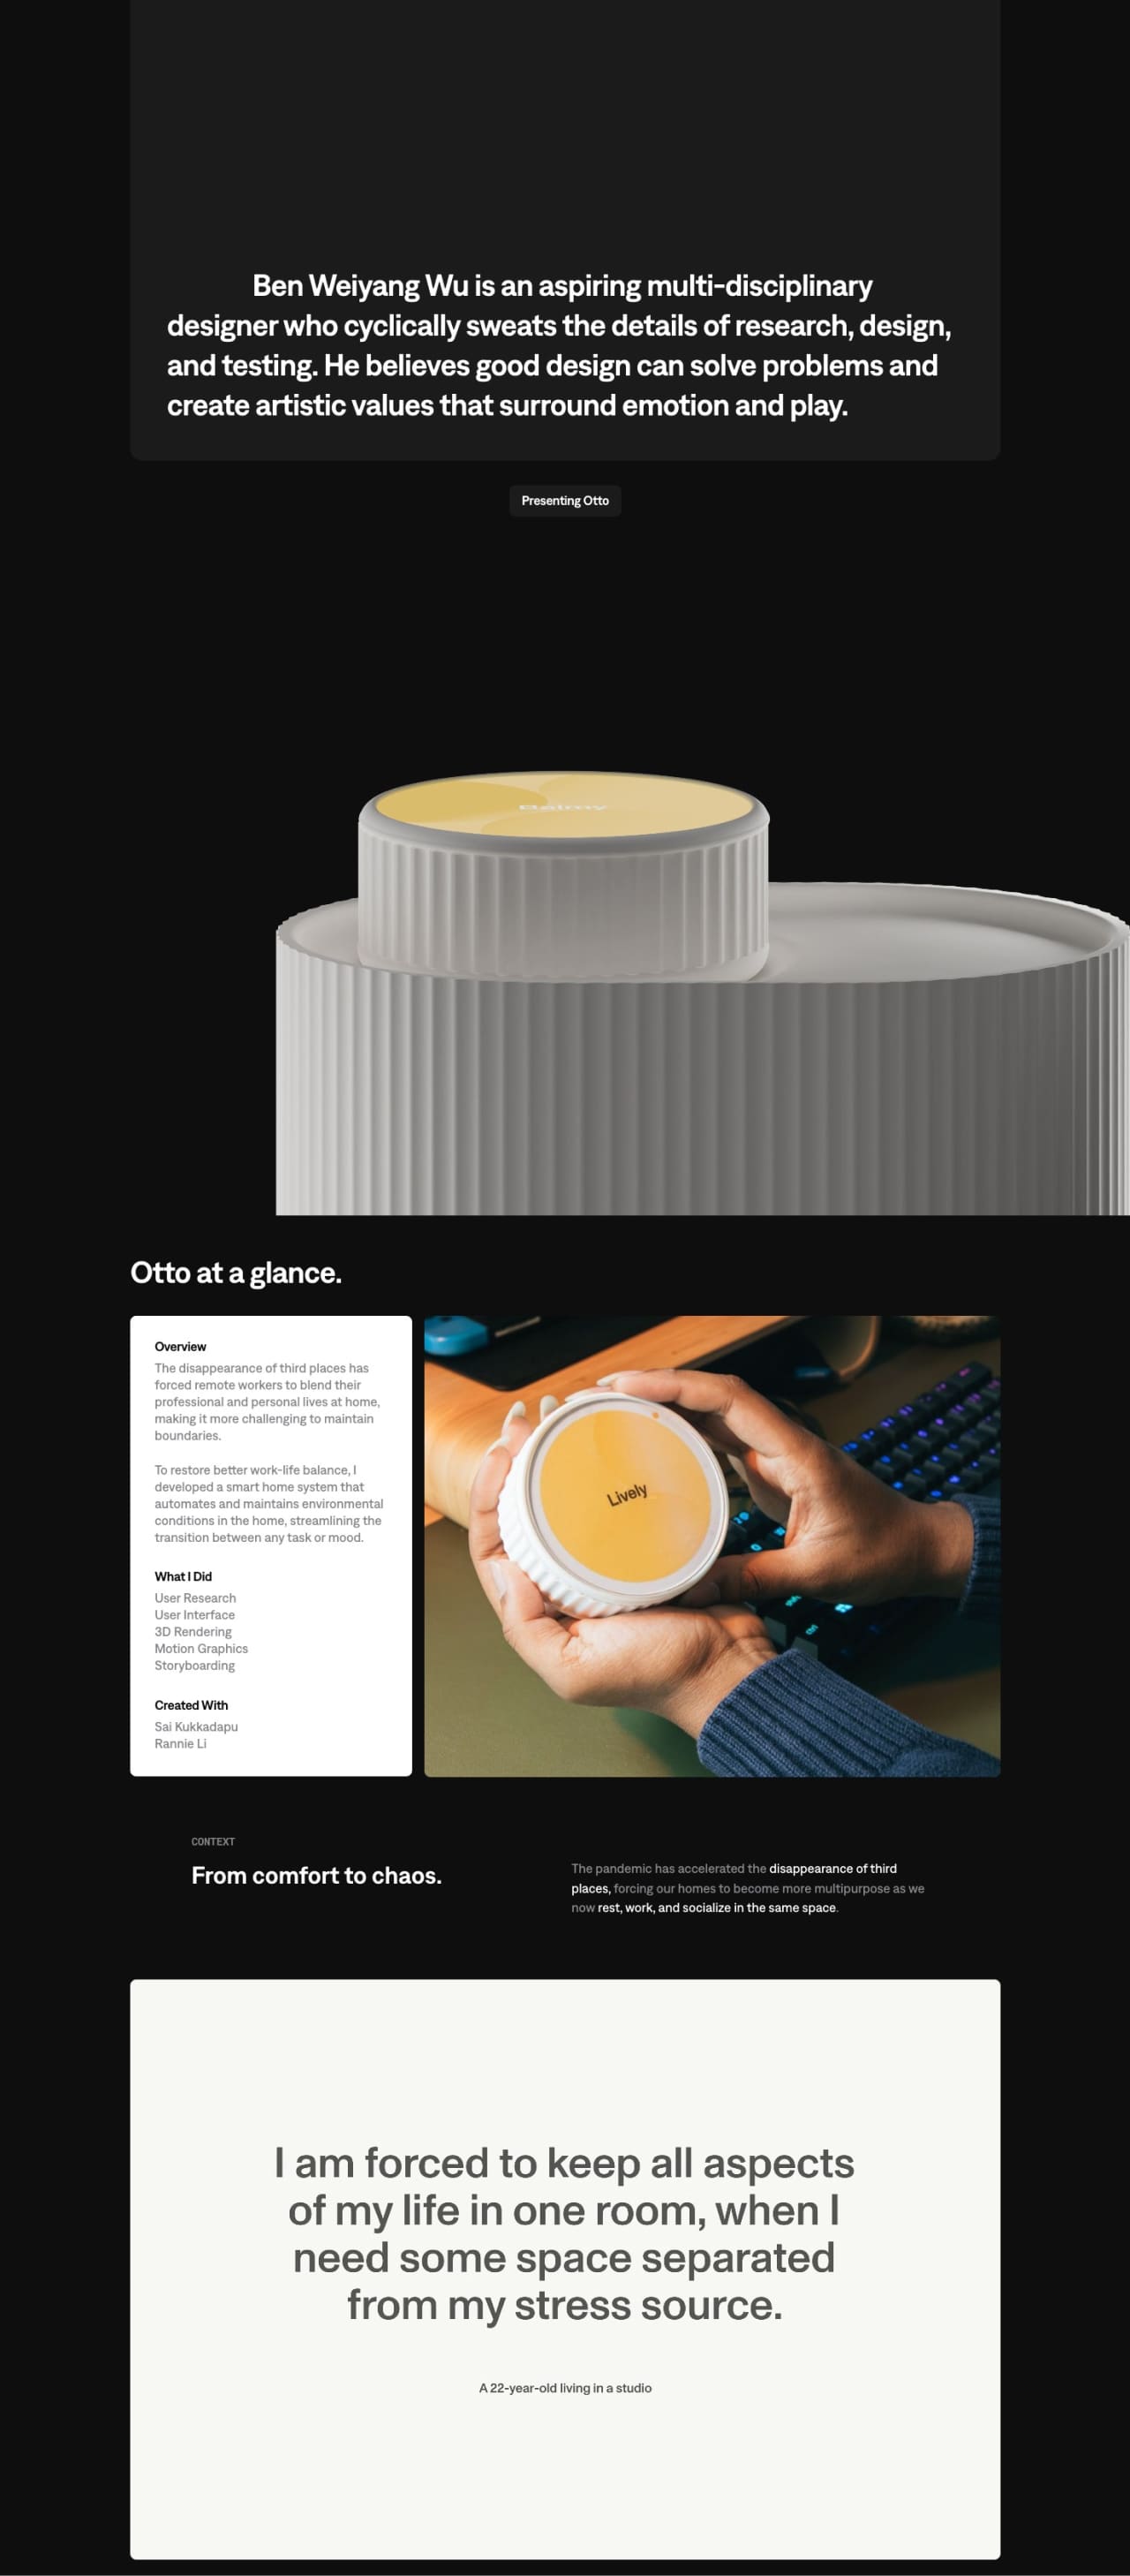 Ben Weiyang Wu is an aspiring multi-disciplinary
designer who cyclically sweats the details of research, design,
and testing. He believes good design can solve problems and
create artistic values that surround emotion and play.
Presenting Otto
Balmy
Otto at a glance.
Overview
The disappearance of third places has
forced remote workers to blend their
professional and personal lives at home,
making it more challenging to maintain
boundaries.
To restore better work-life balance, I
developed a smart home system that
automates and maintains environmental
conditions in the home, streamlining the
transition between any task or mood.
What I Did
User Research
User Interface
3D Rendering
Motion Graphics
Storyboarding
Created With
Sai Kukkadapu
Rannie Li
Lively
CONTEXT
From comfort to chaos.
The pandemic has accelerated the disappearance of third
places, forcing our homes to become more multipurpose as we
now rest, work, and socialize in the same space.
I am forced to keep all aspects
of my life in one room, when I
need some space separated
from my stress source.
A 22-year-old living in a studio